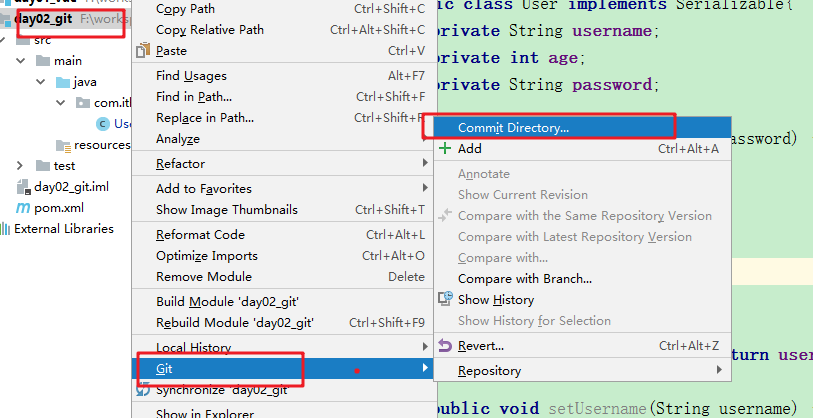 day02_git F:\worksp
src
main
java
com.itl
Use
resources
test
day02_git.iml
pom.xml
External Libraries
Copy Path Ctrl+Shift+C
Copy Relative Path Ctrl+Alt+Shift+C
Paste Ctrl+V
Find Usages Alt+F7
Find in Path... Ctrl+Shift+F
Replace in Path... Ctrl+Shift+R
Analyze
Refactor
Add to Favorites
Show Image Thumbnails Ctrl+Shift+T
Reformat Code Ctrl+Alt+L
Optimize Imports Ctrl+Alt+O
Remove Module Delete
Build Module 'day02_git'
Rebuild Module 'day02_git' Ctrl+Shift+F9
Local History
Git
Synchronize 'day02_git'
Show in Explorer
Commit Directory...
Add Ctrl+Alt+A
Annotate
Show Current Revision
Compare with the Same Repository Version
Compare with Latest Repository Version
Compare with...
Compare with Branch...
Show History
Show History for Selection
Revert... Ctrl+Alt+Z
Repository
ic class User implements Serializable{
private String username;
private int age;
private String password;
password)
turn user
public void setUsername(String username)